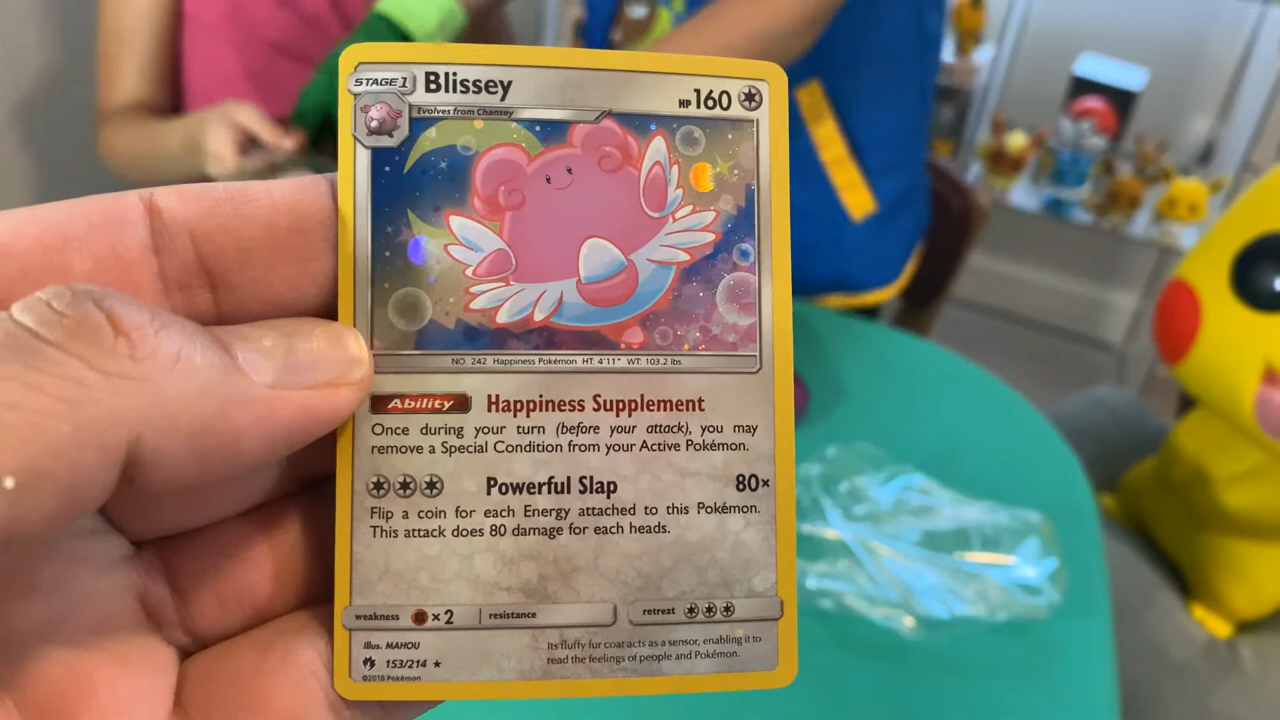 STAGE1 Blissey HP160
Evolves from Chansey
NO. 242 Happiness Pokémon HT: 4'11" WT: 103.2 lbs.
Ability Happiness Supplement
Once during your turn (before your attack), you may
remove a Special Condition from your Active Pokémon.
Powerful Slap 80×
Flip a coin for each Energy attached to this Pokémon.
This attack does 80 damage for each heads.
weakness ×2 resistance retreat
Illus. MAHOU
153/214
©2018 Pokémon
Its fluffy fur coat acts as a sensor, enabling it to
read the feelings of people and Pokémon.